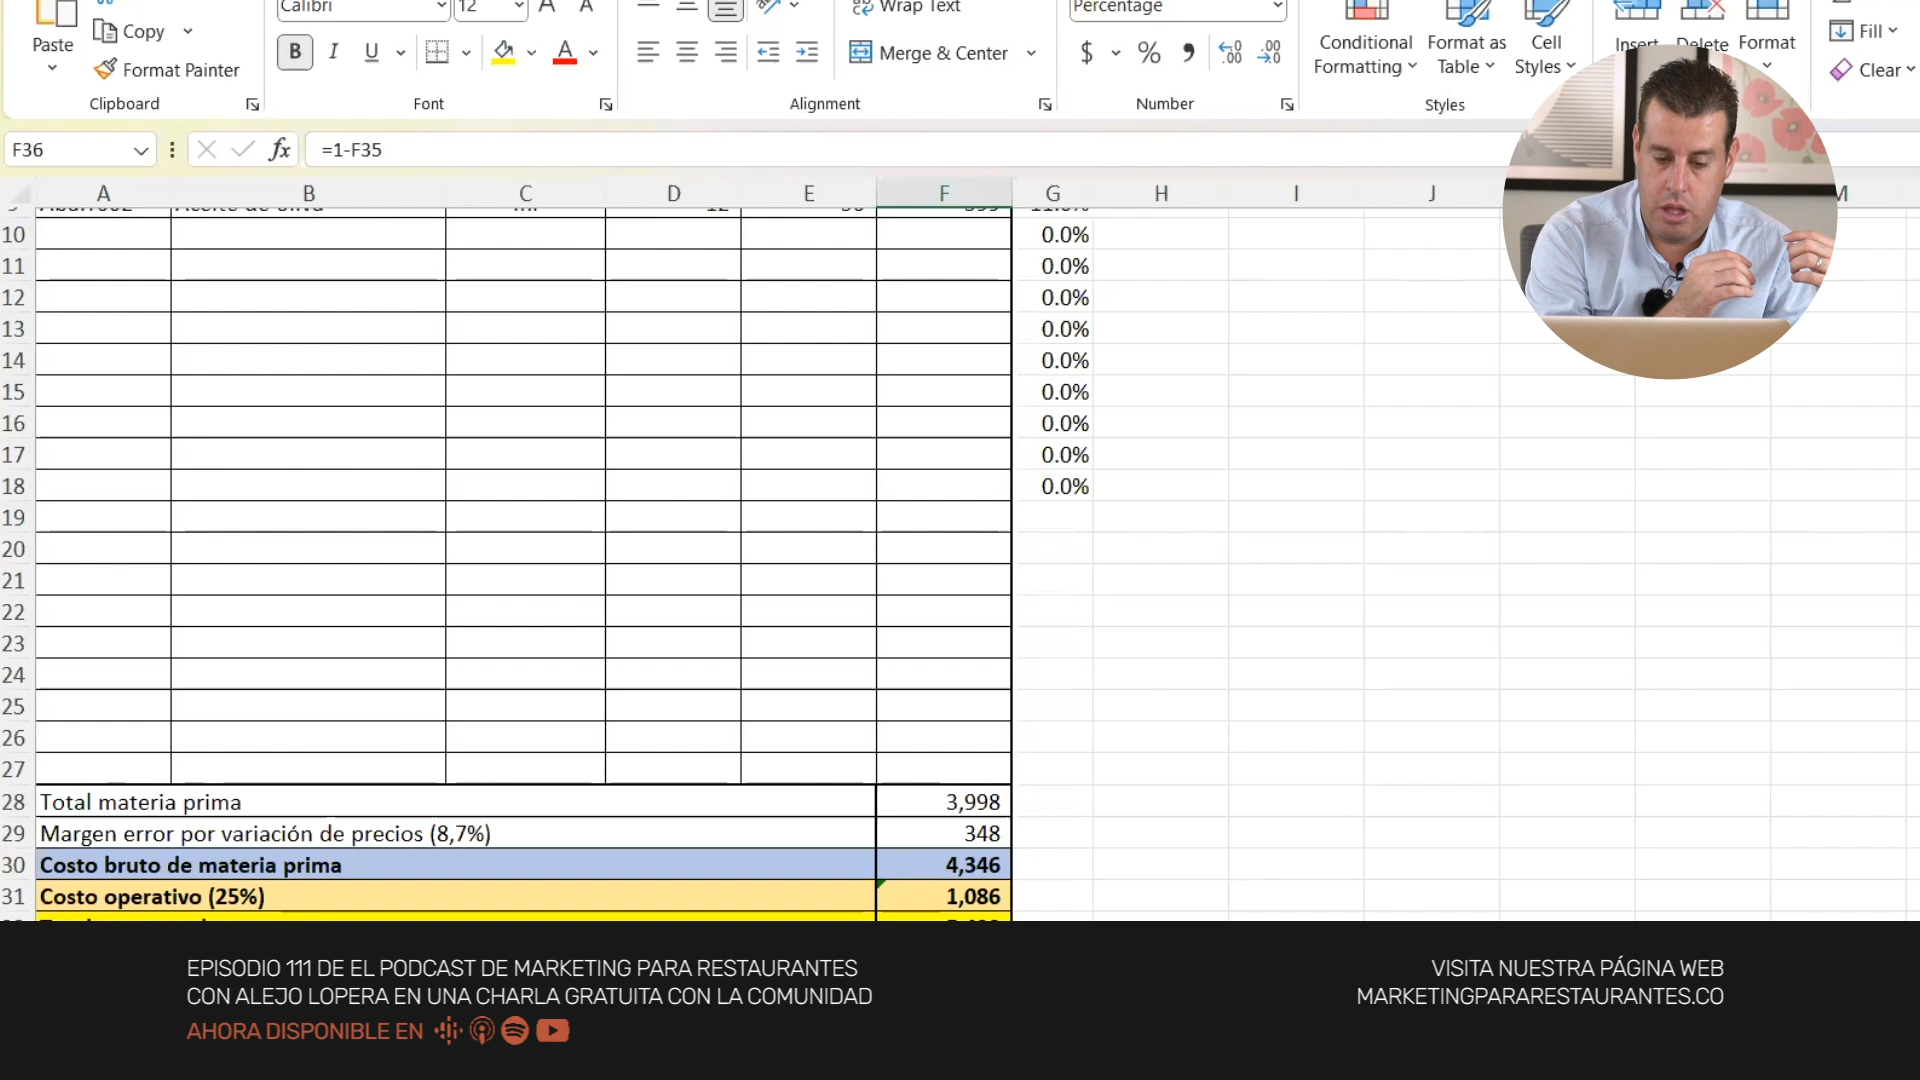 Calibri
12
A A
Wrap Text
Percentage
Paste
Copy
Format Painter
B I U
A
Merge & Center
$ % 9
Conditional Formatting
Format as Table
Cell Styles
Insert Delete Format
Fill
Clear
Clipboard
Font
Alignment
Number
Styles
F36
fx
=1-F35
A B C D E F G H I J M
10 0.0%
11 0.0%
12 0.0%
13 0.0%
14 0.0%
15 0.0%
16 0.0%
17 0.0%
18 0.0%
19
20
21
22
23
24
25
26
27
28 Total materia prima 3,998
29 Margen error por variación de precios (8,7%) 348
30 Costo bruto de materia prima 4,346
31 Costo operativo (25%) 1,086
EPISODIO 111 DE EL PODCAST DE MARKETING PARA RESTAURANTES
CON ALEJO LOPERA EN UNA CHARLA GRATUITA CON LA COMUNIDAD
AHORA DISPONIBLE EN
VISITA NUESTRA PÁGINA WEB
MARKETINGPARARESTAURANTES.CO